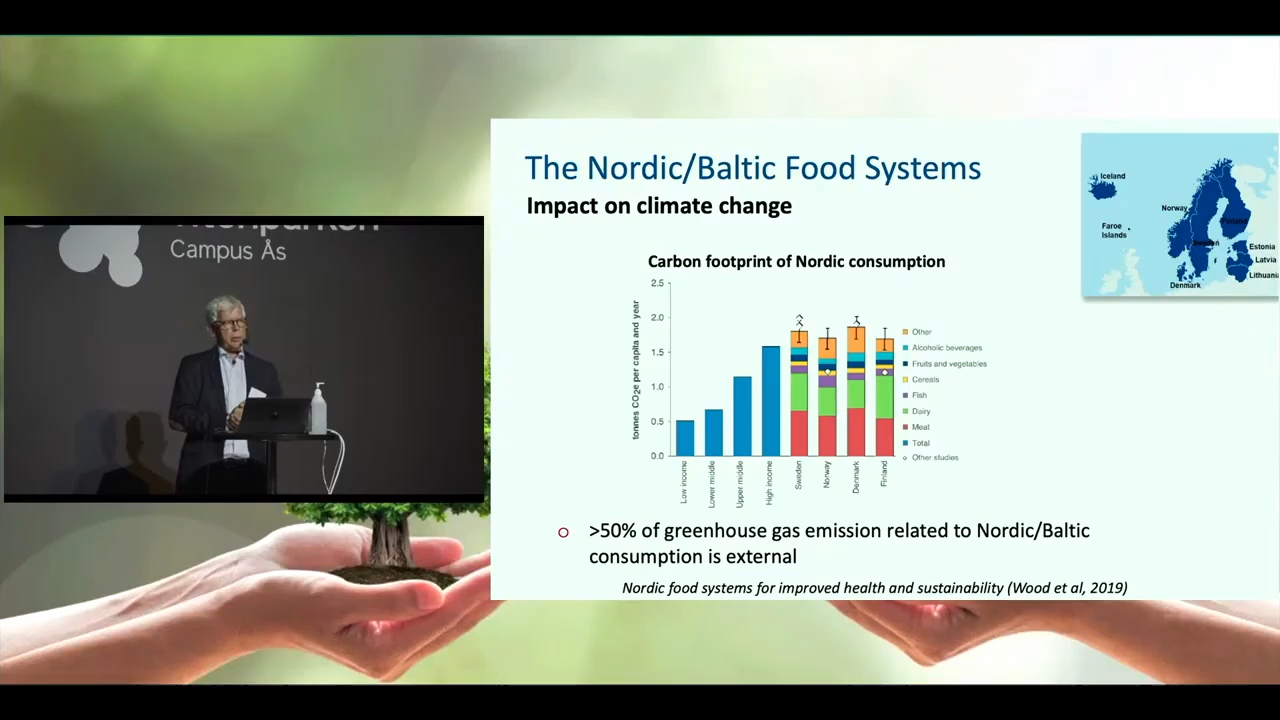 Campus Ås
The Nordic/Baltic Food Systems
Impact on climate change
Iceland
Norway
Finland
Faroe
Islands
Sweden
Estonia
Latvia
Denmark
Carbon footprint of Nordic consumption
tonnes CO2e per capita and year
2.5
2.0
1.5
1.0
0.5
0.0
Low income
Lower middle
Upper middle
High income
Sweden
Norway
Denmark
Finland
Other
Alcoholic beverages
Fruits and vegetables
Cereals
Fish
Dairy
Meat
Total
Other studies
>50% of greenhouse gas emission related to Nordic/Baltic
consumption is external
Nordic food systems for improved health and sustainability (Wood et al, 2019)